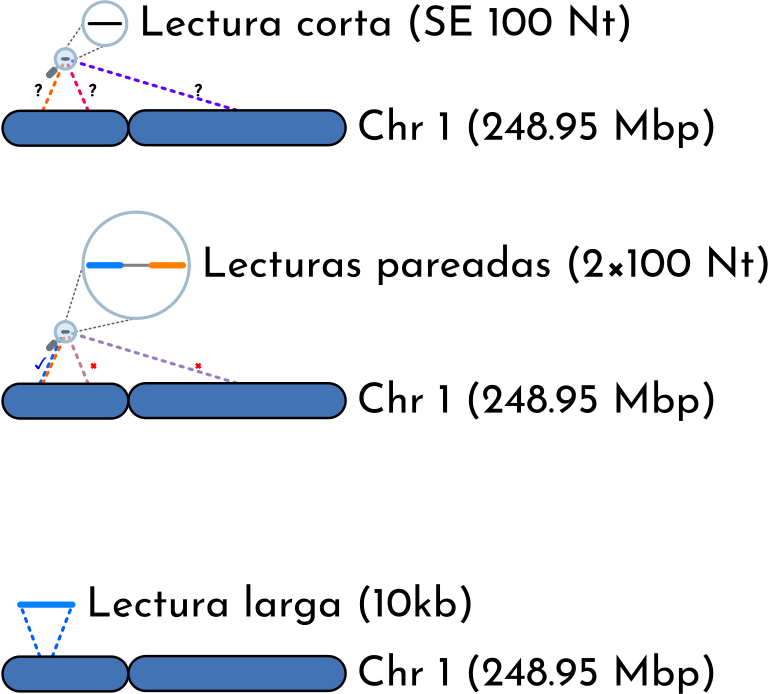 Lectura corta (SE 100 Nt)
? ? ?
Chr 1 (248.95 Mbp)
Lecturas pareadas (2×100 Nt)
✓ × ×
Chr 1 (248.95 Mbp)
Lectura larga (10kb)
Chr 1 (248.95 Mbp)